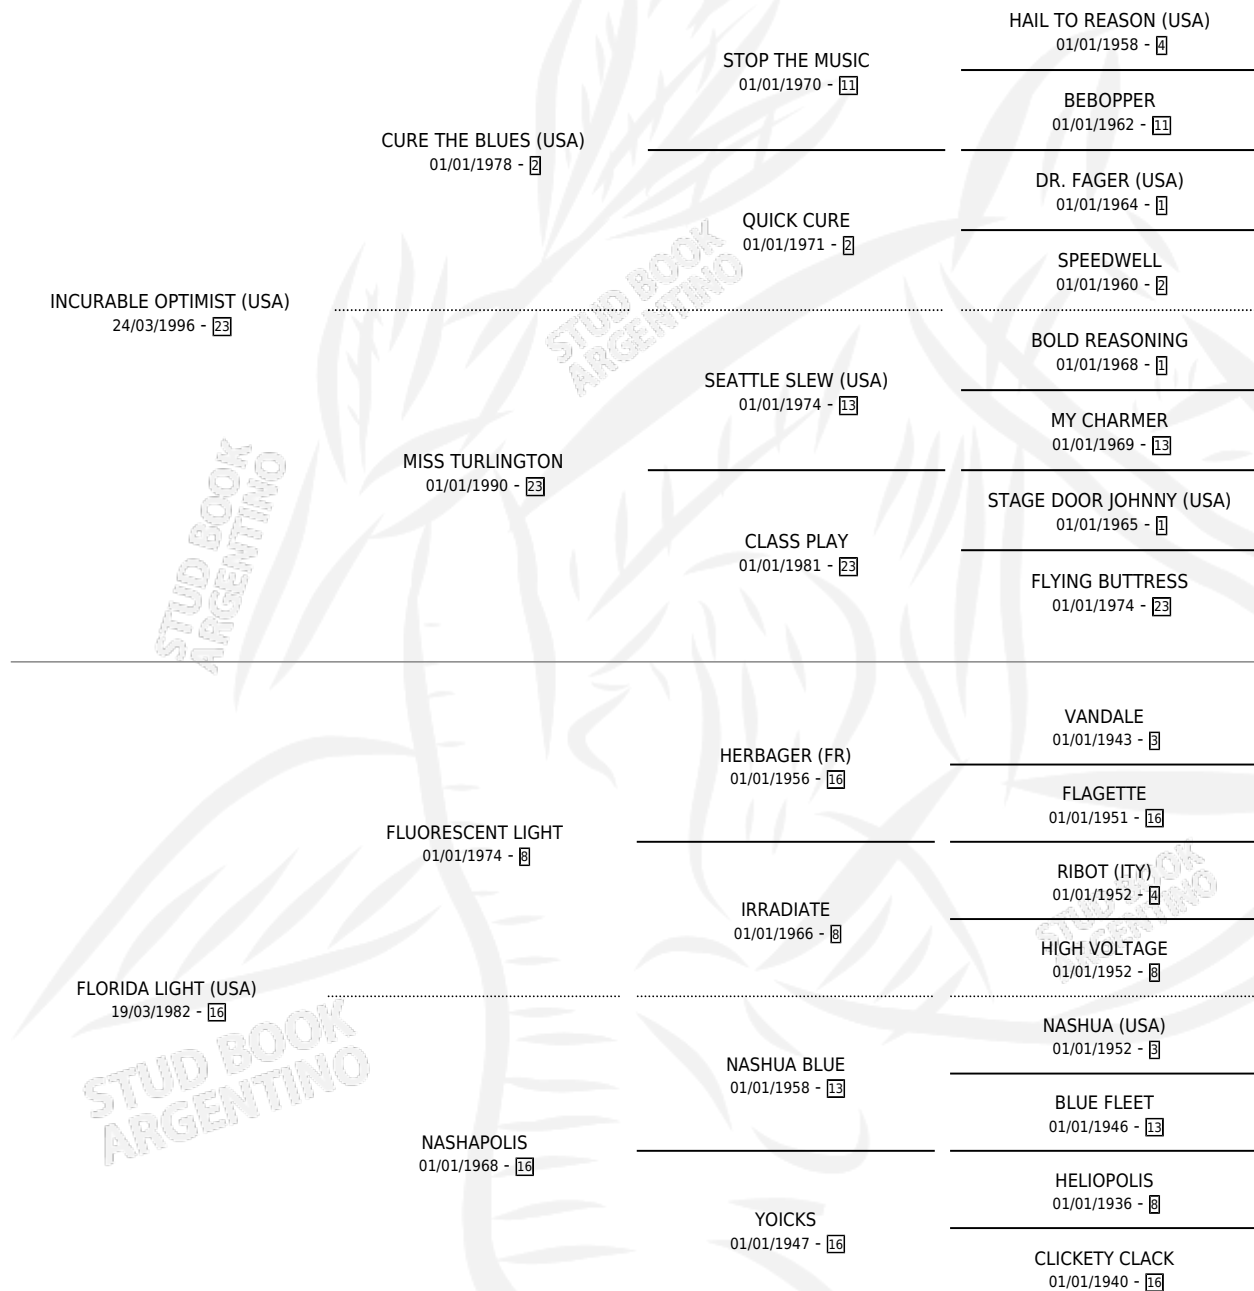 HAIL TO REASON (USA)
01/01/1958 - 4
STOP THE MUSIC
01/01/1970 - 11
BEBOPPER
01/01/1962 - 11
CURE THE BLUES (USA)
01/01/1978 - 2
DR. FAGER (USA)
01/01/1964 - 1
QUICK CURE
01/01/1971 - 2
SPEEDWELL
01/01/1960 - 2
INCURABLE OPTIMIST (USA)
24/03/1996 - 23
BOLD REASONING
01/01/1968 - 1
SEATTLE SLEW (USA)
01/01/1974 - 13
MY CHARMER
01/01/1969 - 13
MISS TURLINGTON
01/01/1990 - 23
STAGE DOOR JOHNNY (USA)
01/01/1965 - 1
CLASS PLAY
01/01/1981 - 23
FLYING BUTTRESS
01/01/1974 - 23
STUD BOOK
ARGENTINO
STUD BOOK
ARGENTINO
VANDALE
01/01/1943 - 3
HERBAGER (FR)
01/01/1956 - 16
FLAGETTE
01/01/1951 - 16
FLUORESCENT LIGHT
01/01/1974 - 8
RIBOT (ITY)
01/01/1952 - 4
IRRADIATE
01/01/1966 - 8
HIGH VOLTAGE
01/01/1952 - 8
FLORIDA LIGHT (USA)
19/03/1982 - 16
NASHUA (USA)
01/01/1952 - 3
NASHUA BLUE
01/01/1958 - 13
BLUE FLEET
01/01/1946 - 13
NASHAPOLIS
01/01/1968 - 16
HELIOPOLIS
01/01/1936 - 8
YOICKS
01/01/1947 - 16
CLICKETY CLACK
01/01/1940 - 16
STUD BOOK
ARGENTINO
STUD BOOK
ARGENTINO